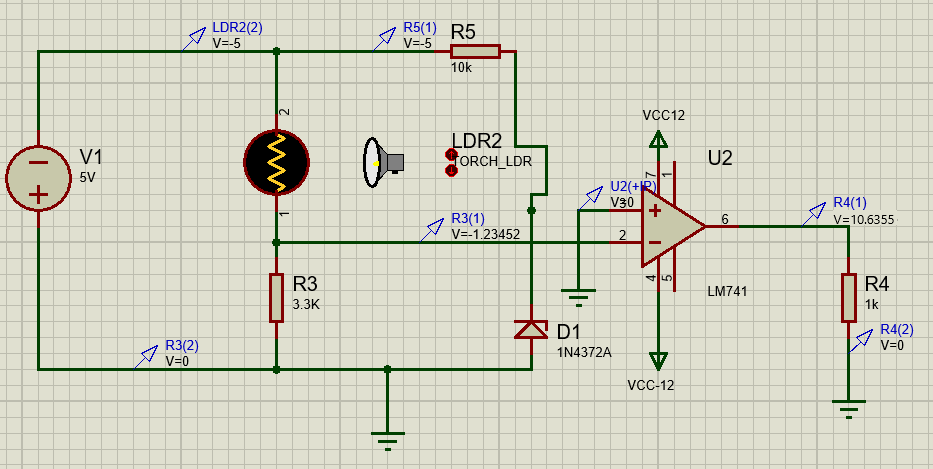 LDR2(2)
V=-5
R5(1)
V=-5
R5
10k
2
VCC12
V1
5V
LDR2
TORCH_LDR
U2
7
1
U2(+IP)
V=0
3
1
R3(1)
V=-1.23452
2
6
R4(1)
V=10.6355
4
5
R3
3.3K
LM741
R4
1k
D1
1N4372A
R3(2)
V=0
R4(2)
V=0
VCC-12